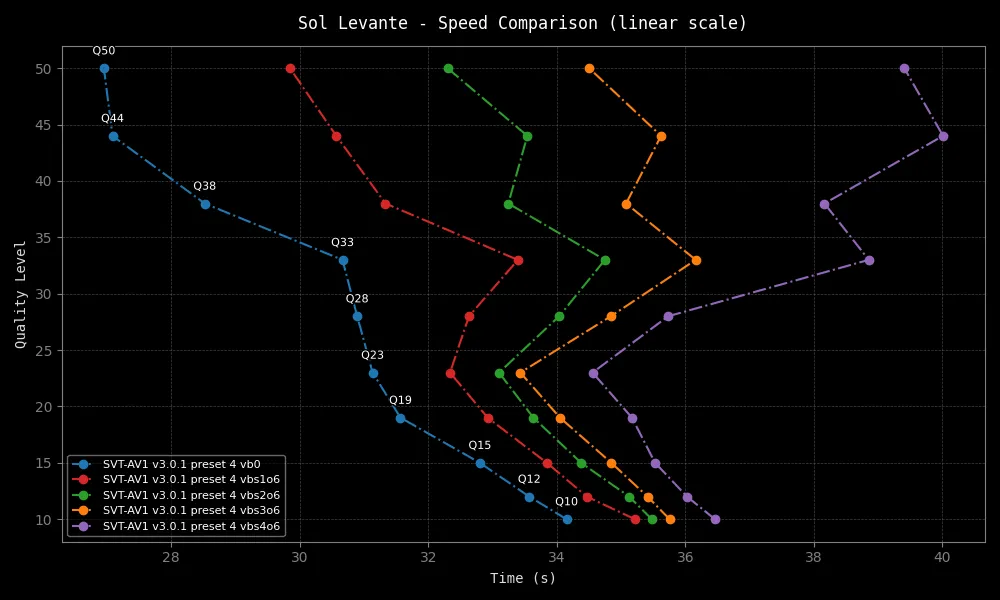 Sol Levante - Speed Comparison (linear scale)
Q50
50
45
Q44
40
Q38
35
Q33
30
Q28
25
Q23
20
Q19
15
Q15
Q12
10
Q10
Quality Level
SVT-AV1 v3.0.1 preset 4 vb0
SVT-AV1 v3.0.1 preset 4 vbs1o6
SVT-AV1 v3.0.1 preset 4 vbs2o6
SVT-AV1 v3.0.1 preset 4 vbs3o6
SVT-AV1 v3.0.1 preset 4 vbs4o6
28 30 32 34 36 38 40
Time (s)